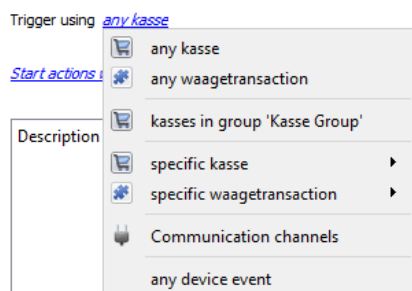 Trigger using any kasse
any kasse
Start actions
any waagetransaction
kasses in group 'Kasse Group'
Description
specific kasse
specific waagetransaction
Communication channels
any device event